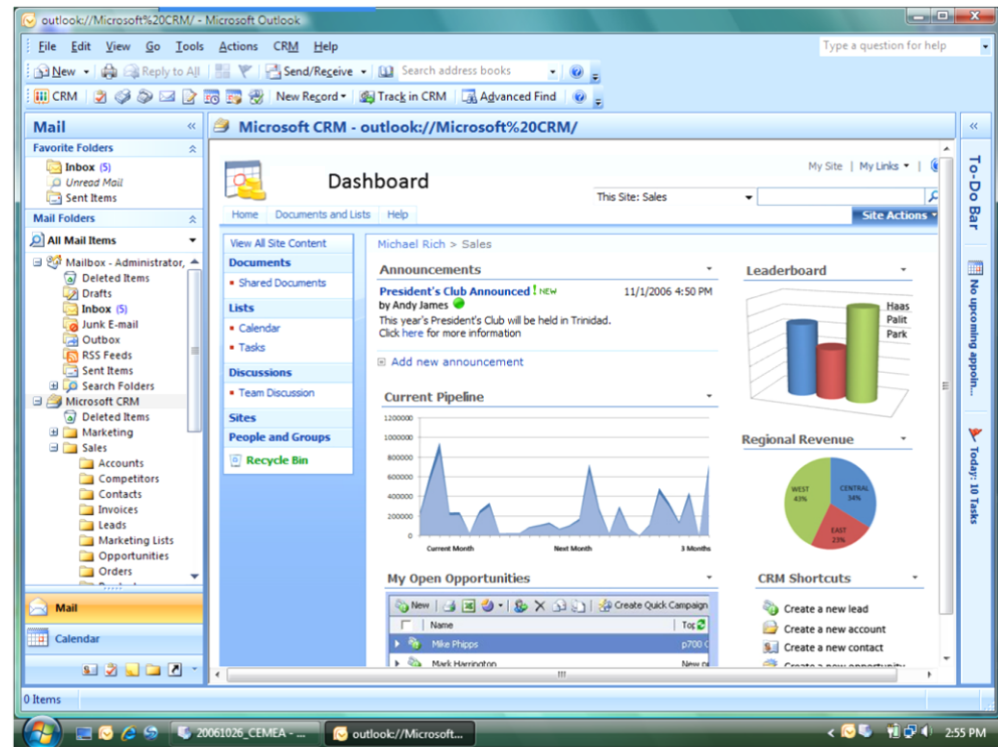 outlook://Microsoft%20CRM/ - Microsoft Outlook
File Edit View Go Tools Actions CRM Help
Type a question for help
New Reply to All Send/Receive Search address books
CRM New Record Track in CRM Advanced Find
Mail
Favorite Folders
Inbox (5)
Unread Mail
Sent Items
Mail Folders
All Mail Items
Mailbox - Administrator,
Deleted Items
Drafts
Inbox (5)
Junk E-mail
Outbox
RSS Feeds
Sent Items
Search Folders
Microsoft CRM
Deleted Items
Marketing
Sales
Accounts
Competitors
Contacts
Invoices
Leads
Marketing Lists
Opportunities
Orders
Mail
Calendar
0 Items
Microsoft CRM - outlook://Microsoft%20CRM/
Dashboard
My Site | My Links
This Site: Sales
Home Documents and Lists Help
Site Actions
View All Site Content
Documents
Shared Documents
Lists
Calendar
Tasks
Discussions
Team Discussion
Sites
People and Groups
Recycle Bin
Michael Rich > Sales
Announcements
President's Club Announced ! NEW 11/1/2006 4:50 PM
by Andy James
This year's President's Club will be held in Trinidad.
Click here for more information
Add new announcement
Current Pipeline
1200000
1000000
800000
600000
400000
200000
0
Current Month Next Month 3 Months
My Open Opportunities
New Create Quick Campaign
Name
Mike Phipps p700
Mark Harrington New
Leaderboard
Haas
Palit
Park
Regional Revenue
WEST
43%
CENTRAL
34%
EAST
23%
CRM Shortcuts
Create a new lead
Create a new account
Create a new contact
Create a new opportunity
To-Do Bar
No upcoming appoin...
Today: 10 Tasks
20061026_CEMEA - ... outlook://Microsoft... 2:55 PM